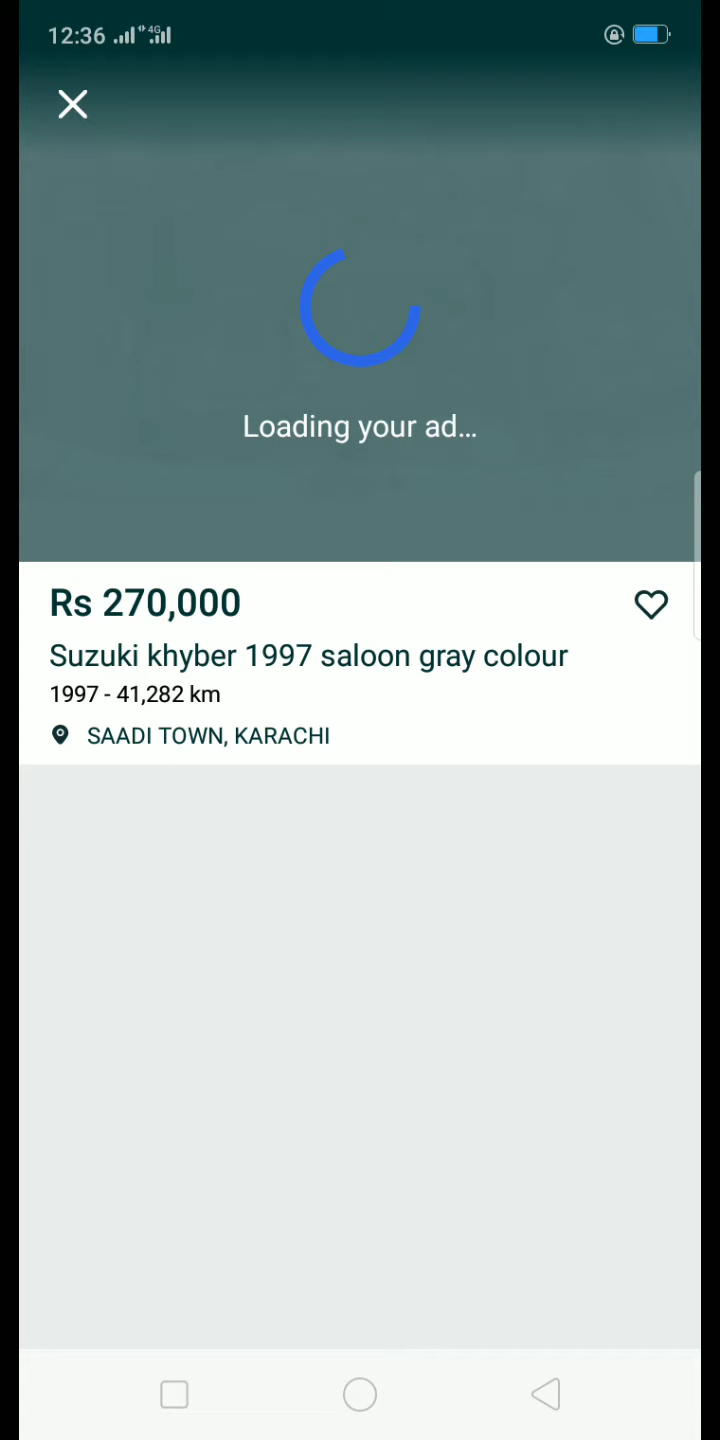 12:36 4G
Loading your ad...
Rs 270,000
Suzuki khyber 1997 saloon gray colour
1997 - 41,282 km
SAADI TOWN, KARACHI